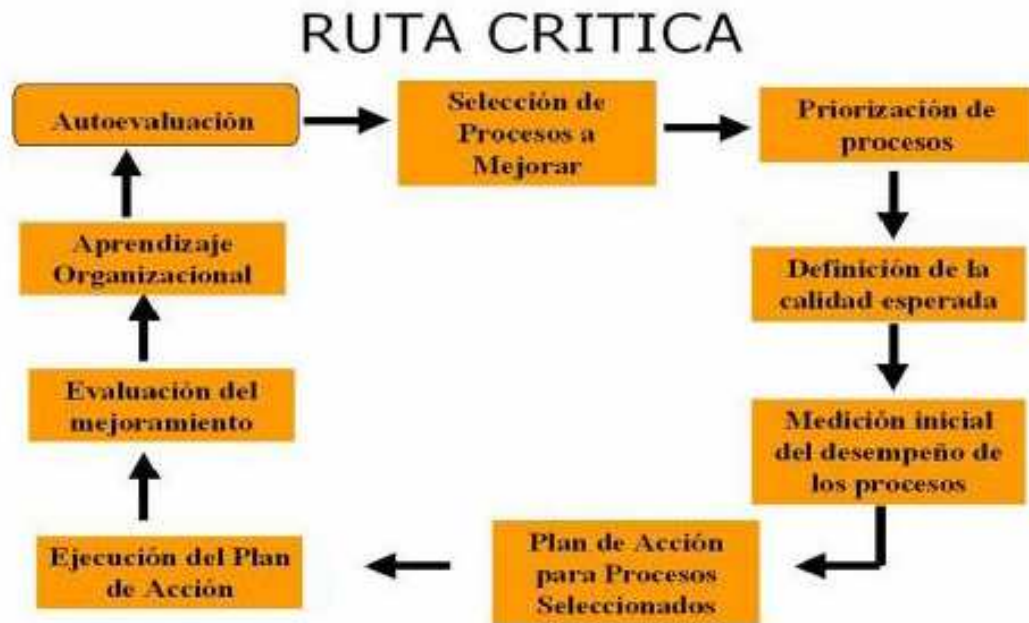 RUTA CRITICA
Autoevaluación
Selección de
Procesos a
Mejorar
Priorización de
procesos
Definición de la
calidad esperada
Medición inicial
del desempeño de
los procesos
Plan de Acción
para Procesos
Seleccionados
Ejecución del Plan
de Acción
Evaluación del
mejoramiento
Aprendizaje
Organizacional